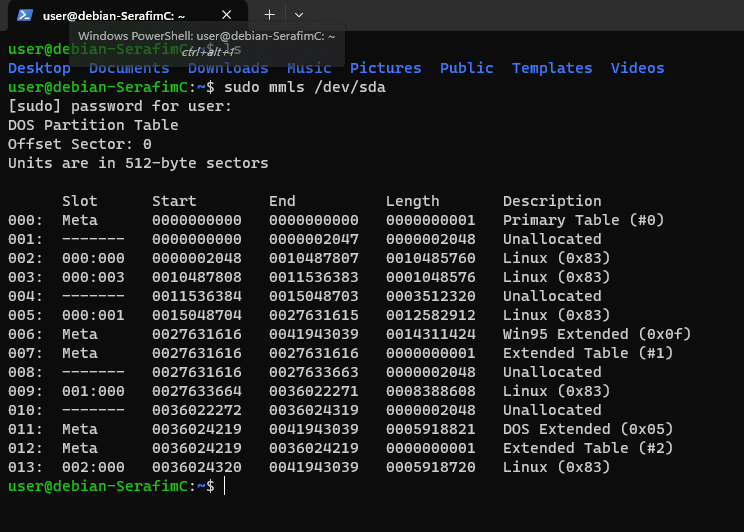 user@debian-SerafimC: ~
Windows PowerShell: user@debian-SerafimC: ~
ctrl+alt+1
user@debian-SerafimC:~$ ls
Desktop  Documents  Downloads  Music  Pictures  Public  Templates  Videos
user@debian-SerafimC:~$ sudo mmls /dev/sda
[sudo] password for user:
DOS Partition Table
Offset Sector: 0
Units are in 512-byte sectors
      Slot      Start        End          Length       Description
000:  Meta      0000000000   0000000000   0000000001   Primary Table (#0)
001:  -------   0000000000   0000002047   0000002048   Unallocated
002:  000:000   0000002048   0010487807   0010485760   Linux (0x83)
003:  000:003   0010487808   0011536383   0001048576   Linux (0x83)
004:  -------   0011536384   0015048703   0003512320   Unallocated
005:  000:001   0015048704   0027631615   0012582912   Linux (0x83)
006:  Meta      0027631616   0041943039   0014311424   Win95 Extended (0x0f)
007:  Meta      0027631616   0027631616   0000000001   Extended Table (#1)
008:  -------   0027631616   0027633663   0000002048   Unallocated
009:  001:000   0027633664   0036022271   0008388608   Linux (0x83)
010:  -------   0036022272   0036024319   0000002048   Unallocated
011:  Meta      0036024219   0041943039   0005918821   DOS Extended (0x05)
012:  Meta      0036024219   0036024219   0000000001   Extended Table (#2)
013:  002:000   0036024320   0041943039   0005918720   Linux (0x83)
user@debian-SerafimC:~$